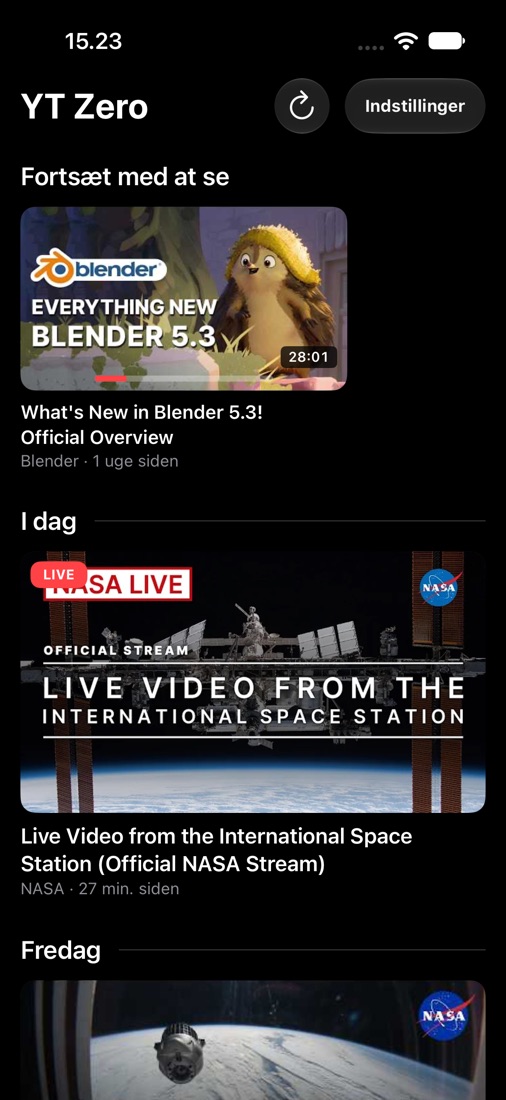 15.23
YT Zero
Indstillinger
Fortsæt med at se
blender
EVERYTHING NEW
BLENDER 5.3
28:01
What's New in Blender 5.3!
Official Overview
Blender · 1 uge siden
I dag
LIVE
NASA LIVE
NASA
OFFICIAL STREAM
LIVE VIDEO FROM THE
INTERNATIONAL SPACE STATION
Live Video from the International Space
Station (Official NASA Stream)
NASA · 27 min. siden
Fredag
NASA